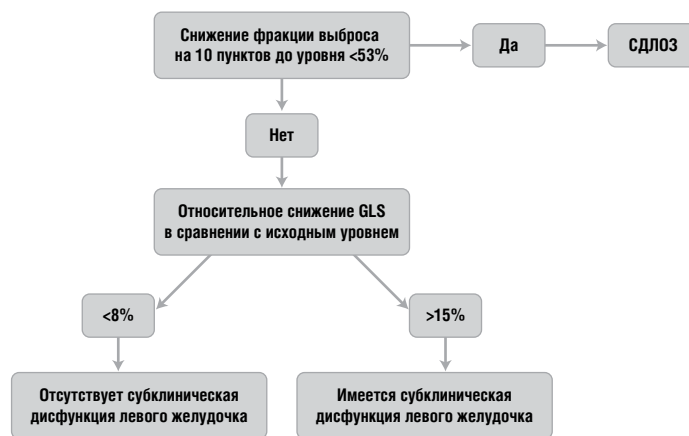 Снижение фракции выброса
на 10 пунктов до уровня <53%
Да
СДЛОЗ
Нет
Относительное снижение GLS
в сравнении с исходным уровнем
<8%
>15%
Отсутствует субклиническая
дисфункция левого желудочка
Имеется субклиническая
дисфункция левого желудочка